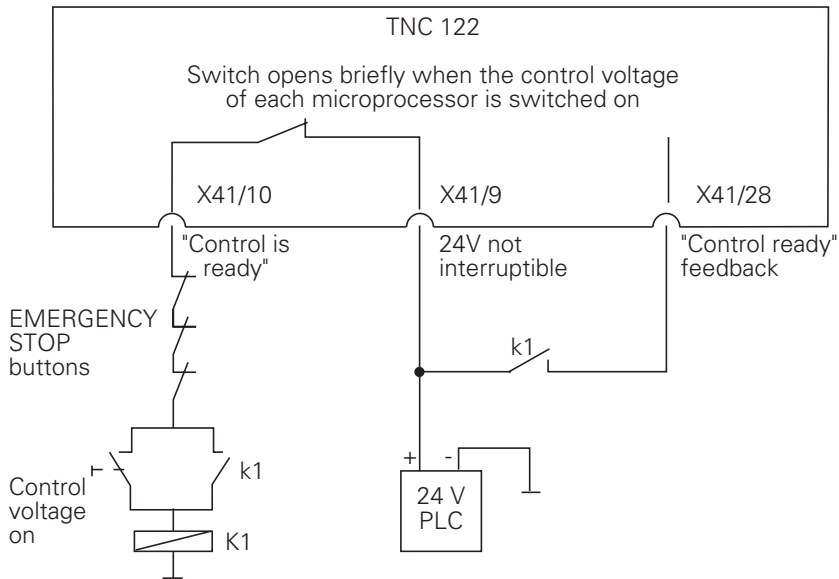 TNC 122
Switch opens briefly when the control voltage
of each microprocessor is switched on
X41/10
X41/9
X41/28
"Control is
ready"
24V not
interruptible
"Control ready"
feedback
EMERGENCY
STOP
buttons
k1
+ -
24 V
PLC
Control
voltage
on
k1
K1